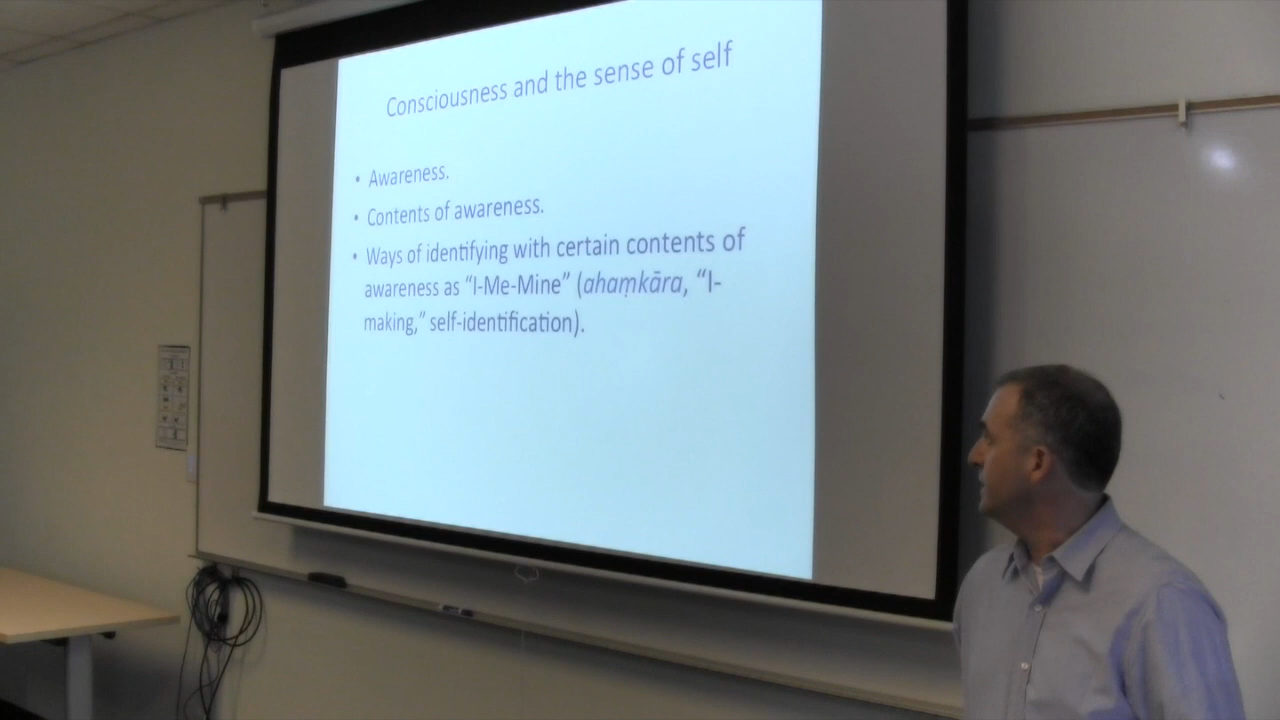 Consciousness and the sense of self
• Awareness.
• Contents of awareness.
• Ways of identifying with certain contents of
awareness as “I-Me-Mine” (ahaṃkāra, “I-
making,” self-identification).